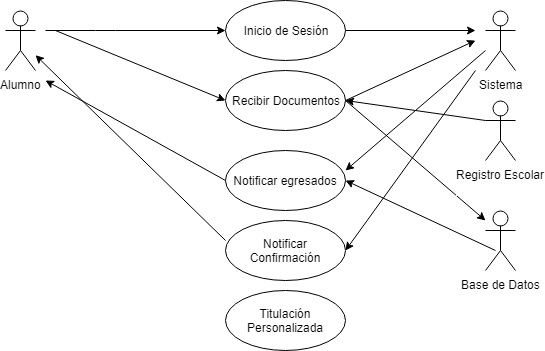 Inicio de Sesión
Alumno
Sistema
Recibir Documentos
Registro Escolar
Notificar egresados
Notificar
Confirmación
Base de Datos
Titulación
Personalizada